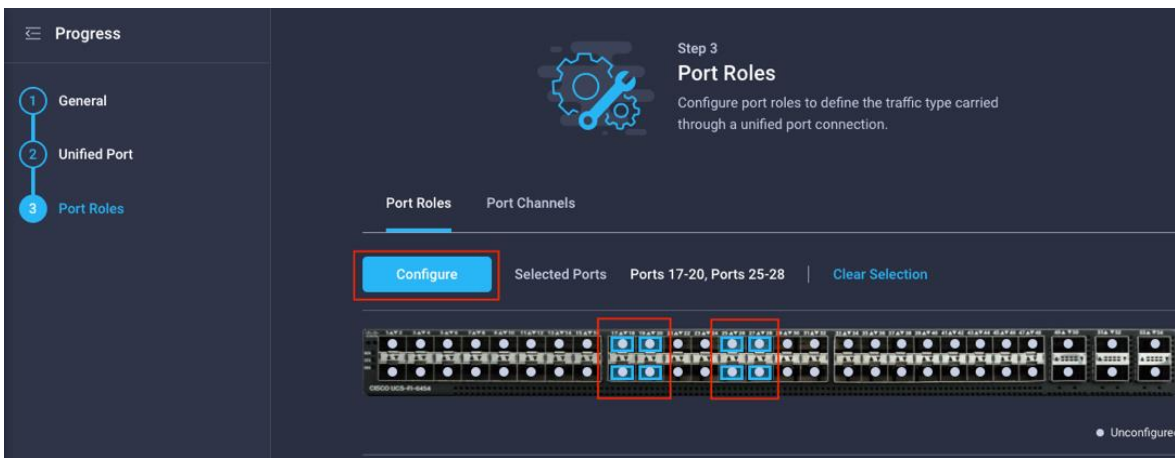 Progress
1 General
2 Unified Port
3 Port Roles
Step 3
Port Roles
Configure port roles to define the traffic type carried
through a unified port connection.
Port Roles Port Channels
Configure Selected Ports Ports 17-20, Ports 25-28 | Clear Selection
CISCO UCS-FI-6454
Unconfigured